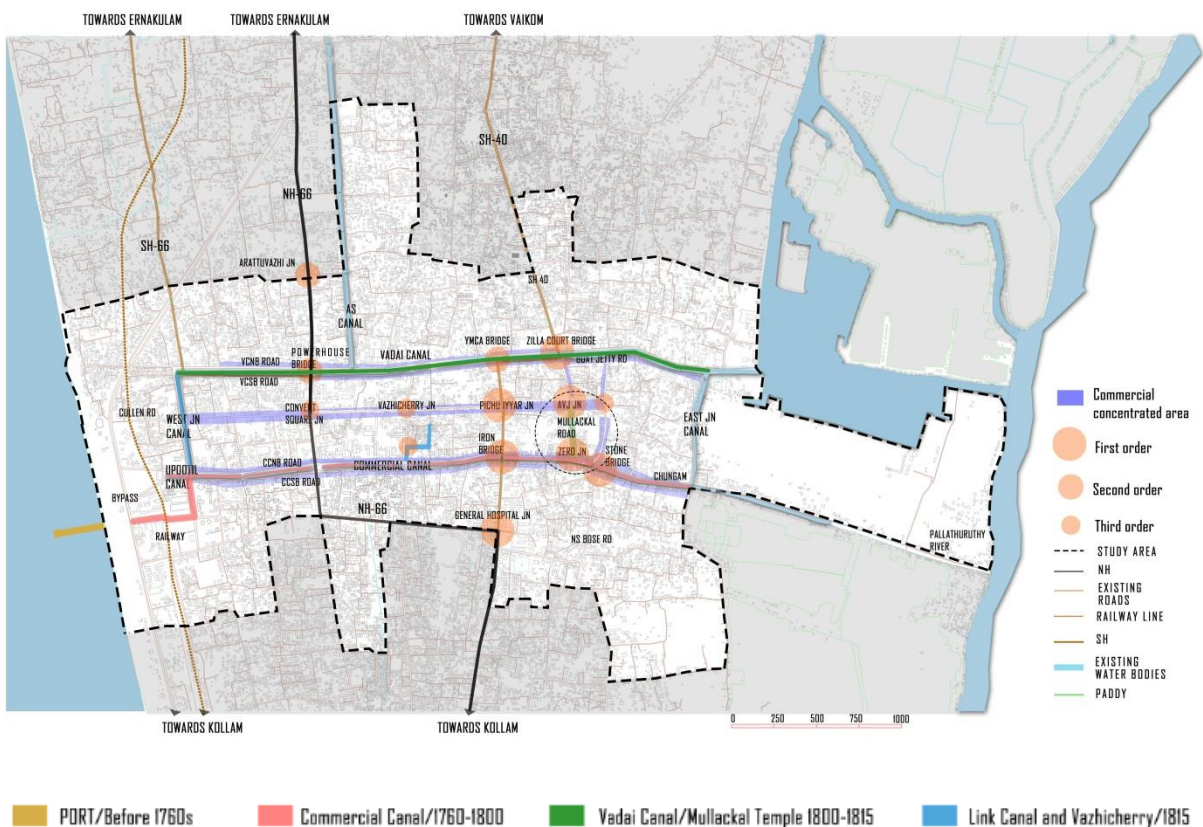 TOWARDS ERNAKULAM
TOWARDS ERNAKULAM
TOWARDS VAIKOM
SH-40
NH-66
SH-66
ARATTUVAZHI JN
SH 40
AS
CANAL
YMCA BRIDGE
ZILLA COURT BRIDGE
POWERHOUSE
BRIDGE
VADAI CANAL
BOAT JETTY RD
VCNB ROAD
VCSB ROAD
CULLEN RD
WEST JN
CANAL
CONVENT
SQUARE JN
VAZHICHERRY JN
PICHU IYYAR JN
AVJ JN
MULLACKAL
ROAD
EAST JN
CANAL
IRON
BRIDGE
ZERO JN
STONE
BRIDGE
UPOOTIL
CANAL
CCNB ROAD
COMMERCIAL CANAL
CCSB ROAD
CHUNGAM
BYPASS
NH-66
GENERAL HOSPITAL JN
RAILWAY
NS BOSE RD
PALLATHURUTHY
RIVER
TOWARDS KOLLAM
TOWARDS KOLLAM
0 250 500 750 1000
Commercial
concentrated area
First order
Second order
Third order
STUDY AREA
NH
EXISTING
ROADS
RAILWAY LINE
SH
EXISTING
WATER BODIES
PADDY
PORT/Before 1760s
Commercial Canal/1760-1800
Vadai Canal/Mullackal Temple 1800-1815
Link Canal and Vazhicherry/1815